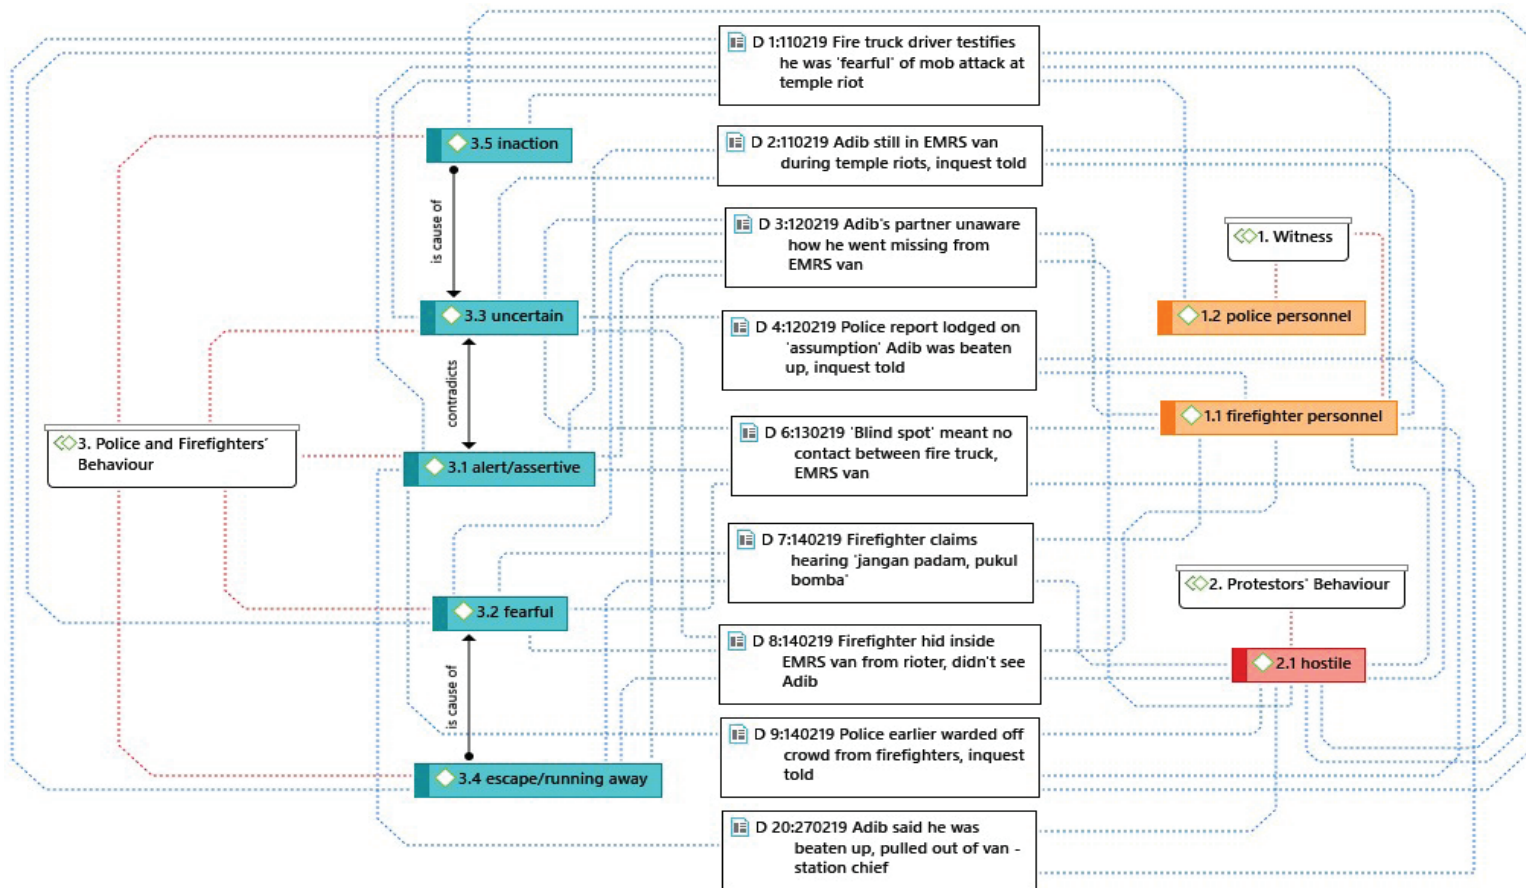 D 1:110219 Fire truck driver testifies
he was 'fearful' of mob attack at
temple riot
3.5 inaction
D 2:110219 Adib still in EMRS van
during temple riots, inquest told
is cause of
D 3:120219 Adib's partner unaware
how he went missing from
EMRS van
1. Witness
3.3 uncertain
1.2 police personnel
D 4:120219 Police report lodged on
'assumption' Adib was beaten
up, inquest told
contradicts
1.1 firefighter personnel
3. Police and Firefighters'
Behaviour
3.1 alert/assertive
D 6:130219 'Blind spot' meant no
contact between fire truck,
EMRS van
D 7:140219 Firefighter claims
hearing 'jangan padam, pukul
bomba'
2. Protestors' Behaviour
3.2 fearful
D 8:140219 Firefighter hid inside
EMRS van from rioter, didn't see
Adib
2.1 hostile
is cause of
D 9:140219 Police earlier warded off
crowd from firefighters, inquest
told
3.4 escape/running away
D 20:270219 Adib said he was
beaten up, pulled out of van -
station chief